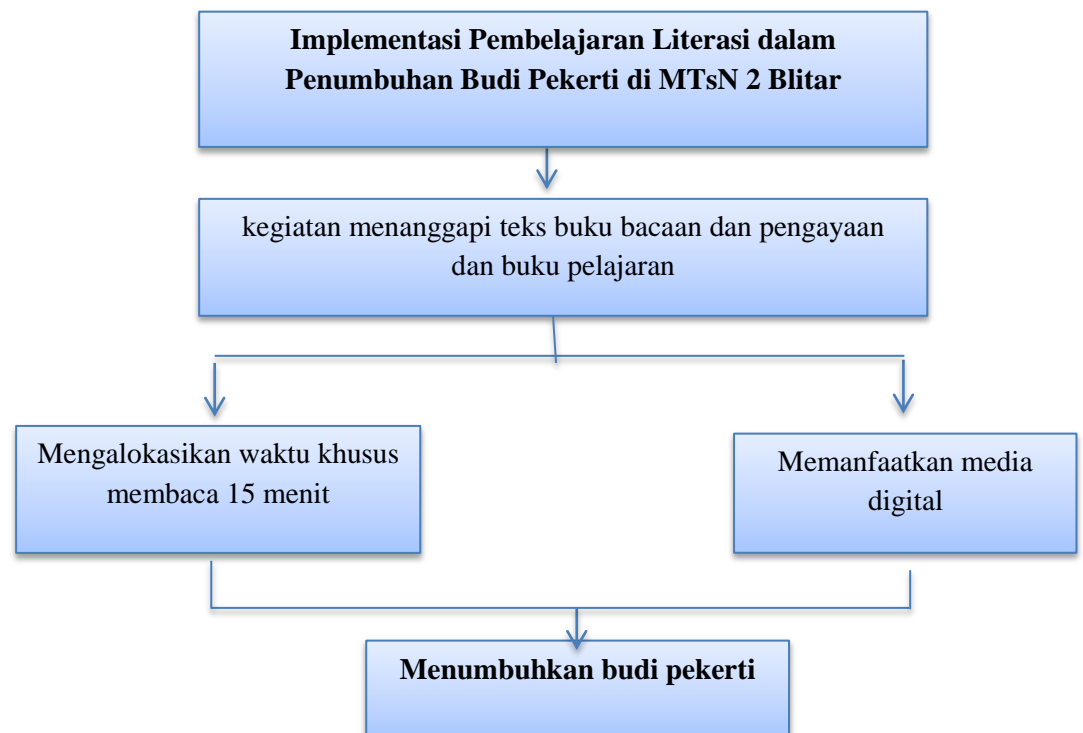 Implementasi Pembelajaran Literasi dalam
Penumbuhan Budi Pekerti di MTsN 2 Blitar
kegiatan menanggapi teks buku bacaan dan pengayaan
dan buku pelajaran
Mengalokasikan waktu khusus
membaca 15 menit
Memanfaatkan media
digital
Menumbuhkan budi pekerti